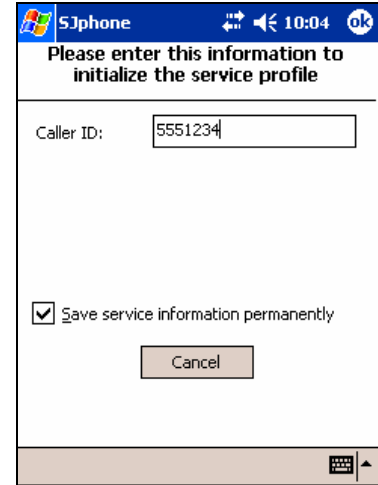 SJphone 10:04 ok
Please enter this information to
initialize the service profile
Caller ID: 5551234
Save service information permanently
Cancel